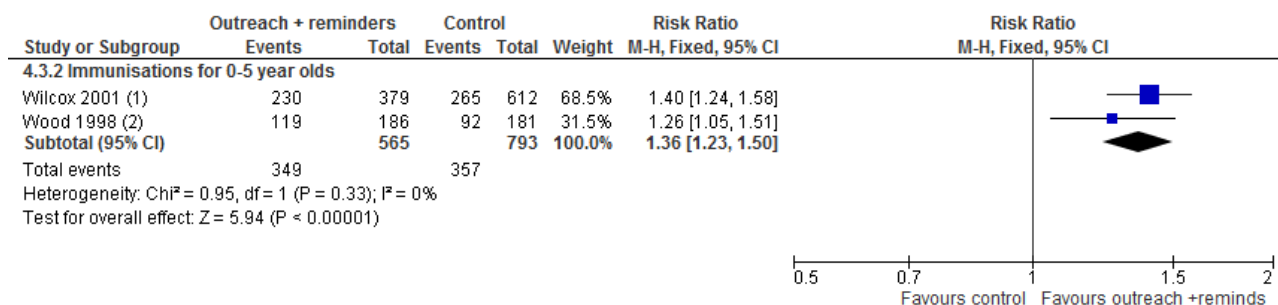 Outreach + reminders Control Risk Ratio Risk Ratio
Study or Subgroup Events Total Events Total Weight M-H, Fixed, 95% CI M-H, Fixed, 95% CI
4.3.2 Immunisations for 0-5 year olds
Wilcox 2001 (1) 230 379 265 612 68.5% 1.40 [1.24, 1.58]
Wood 1998 (2) 119 186 92 181 31.5% 1.26 [1.05, 1.51]
Subtotal (95% CI) 565 793 100.0% 1.36 [1.23, 1.50]
Total events 349 357
Heterogeneity: Chi² = 0.95, df = 1 (P = 0.33); I² = 0%
Test for overall effect: Z = 5.94 (P < 0.00001)
0.5 0.7 1 1.5 2
Favours control Favours outreach +reminds